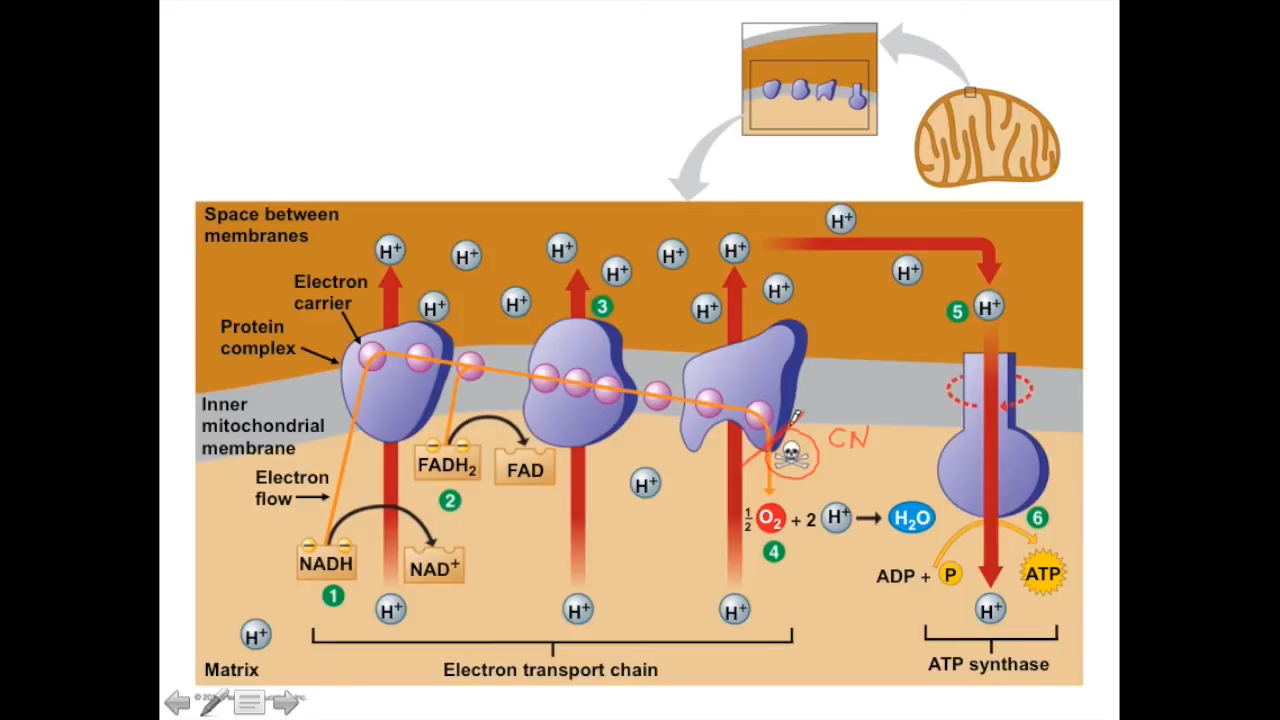 Space between
membranes
H⁺
H⁺
H⁺
H⁺
H⁺
H⁺
H⁺
H⁺
H⁺
H⁺
H⁺
H⁺
5
H⁺
3
Electron
carrier
Protein
complex
Inner
mitochondrial
membrane
Electron
flow
CN
FADH₂
FAD
2
H⁺
NADH
NAD⁺
1
½ O₂ + 2 H⁺ → H₂O
4
6
ADP + P
ATP
H⁺
H⁺
H⁺
H⁺
H⁺
Matrix
Electron transport chain
ATP synthase